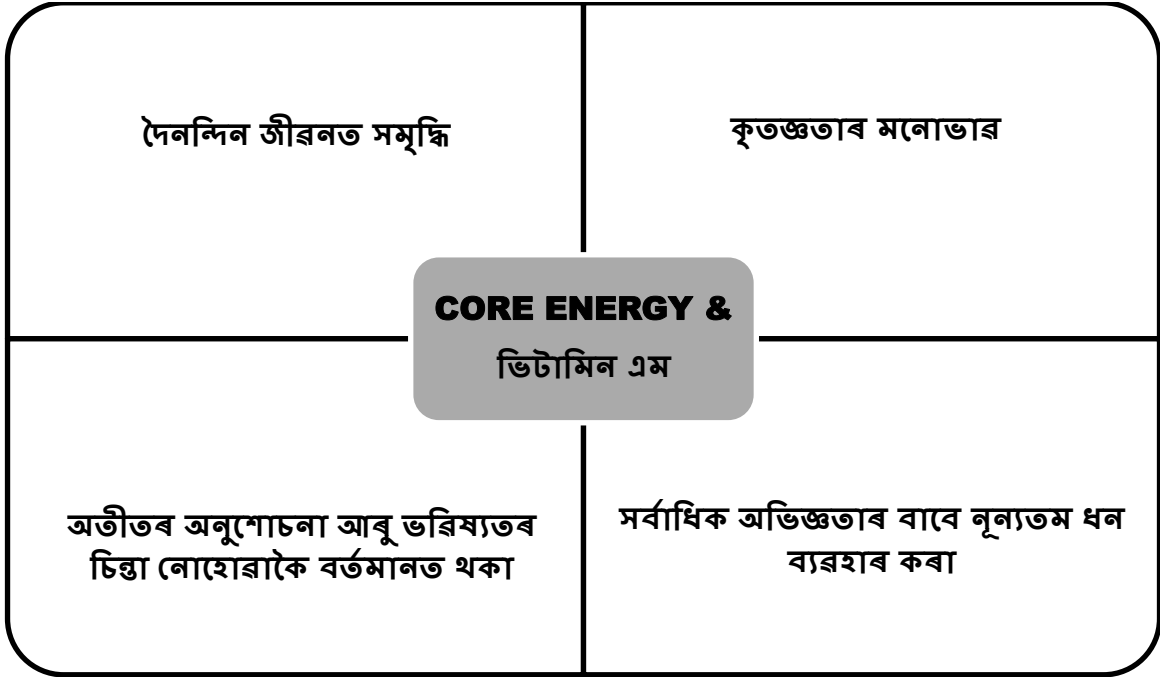 দৈনন্দিন জীৱনত সমৃদ্ধি
কৃতজ্ঞতাৰ মনোভাৱ
CORE ENERGY &
ভিটামিন এম
অতীতৰ অনুশোচনা আৰু ভৱিষ্যতৰ
চিন্তা নোহোৱাকৈ বৰ্তমানত থকা
সৰ্বাধিক অভিজ্ঞতাৰ বাবে নূন্যতম ধন
ব্যৱহাৰ কৰা